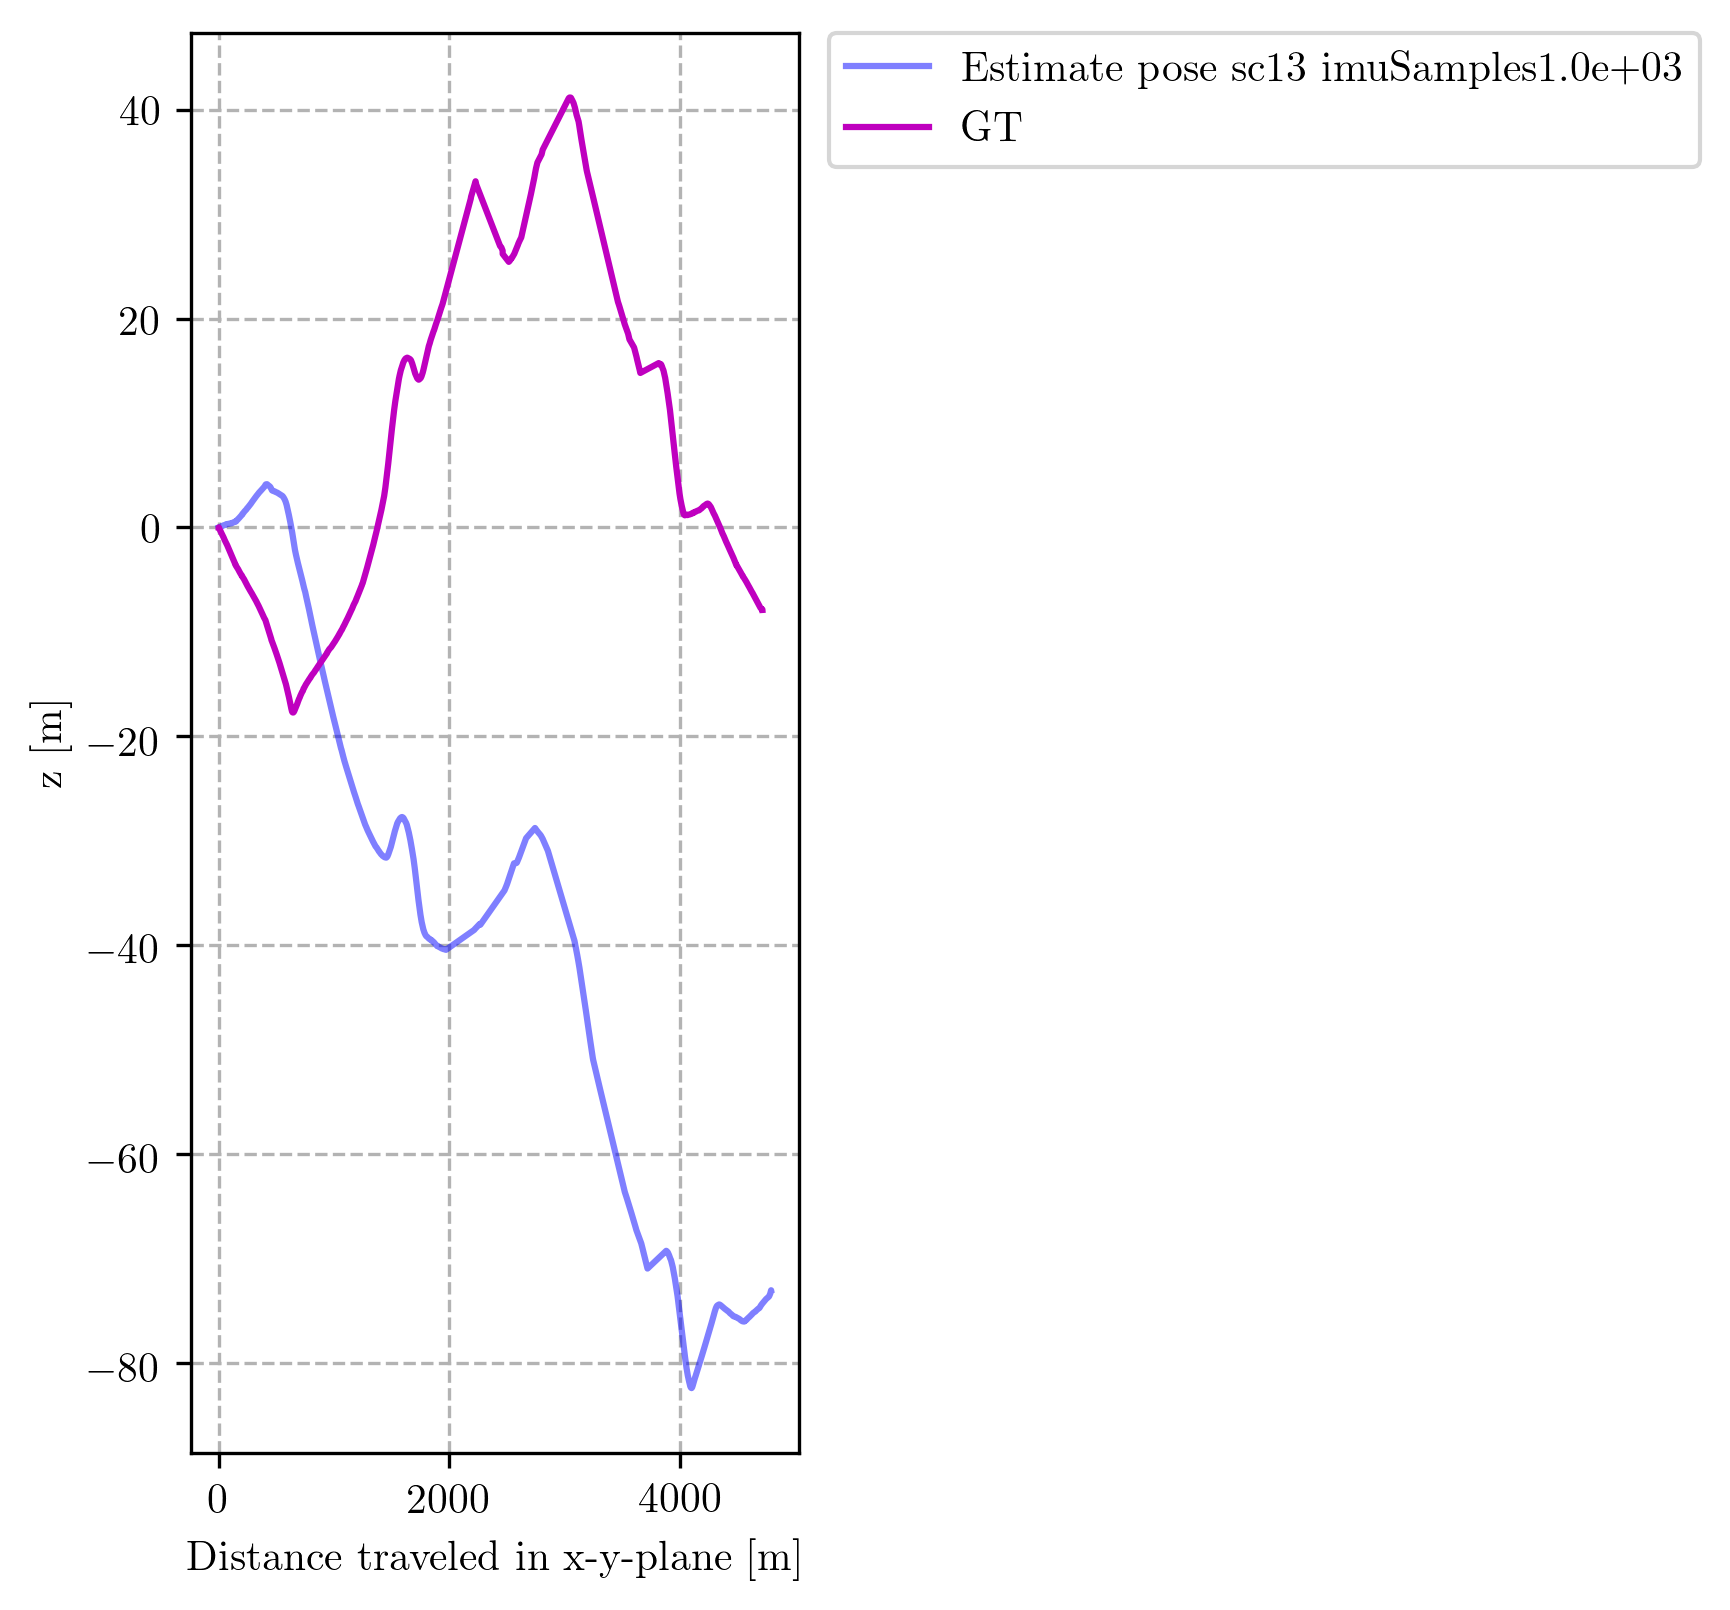 Estimate pose sc13 imuSamples1.0e+03
GT
40
20
0
−20
−40
−60
−80
z [m]
0 2000 4000
Distance traveled in x-y-plane [m]